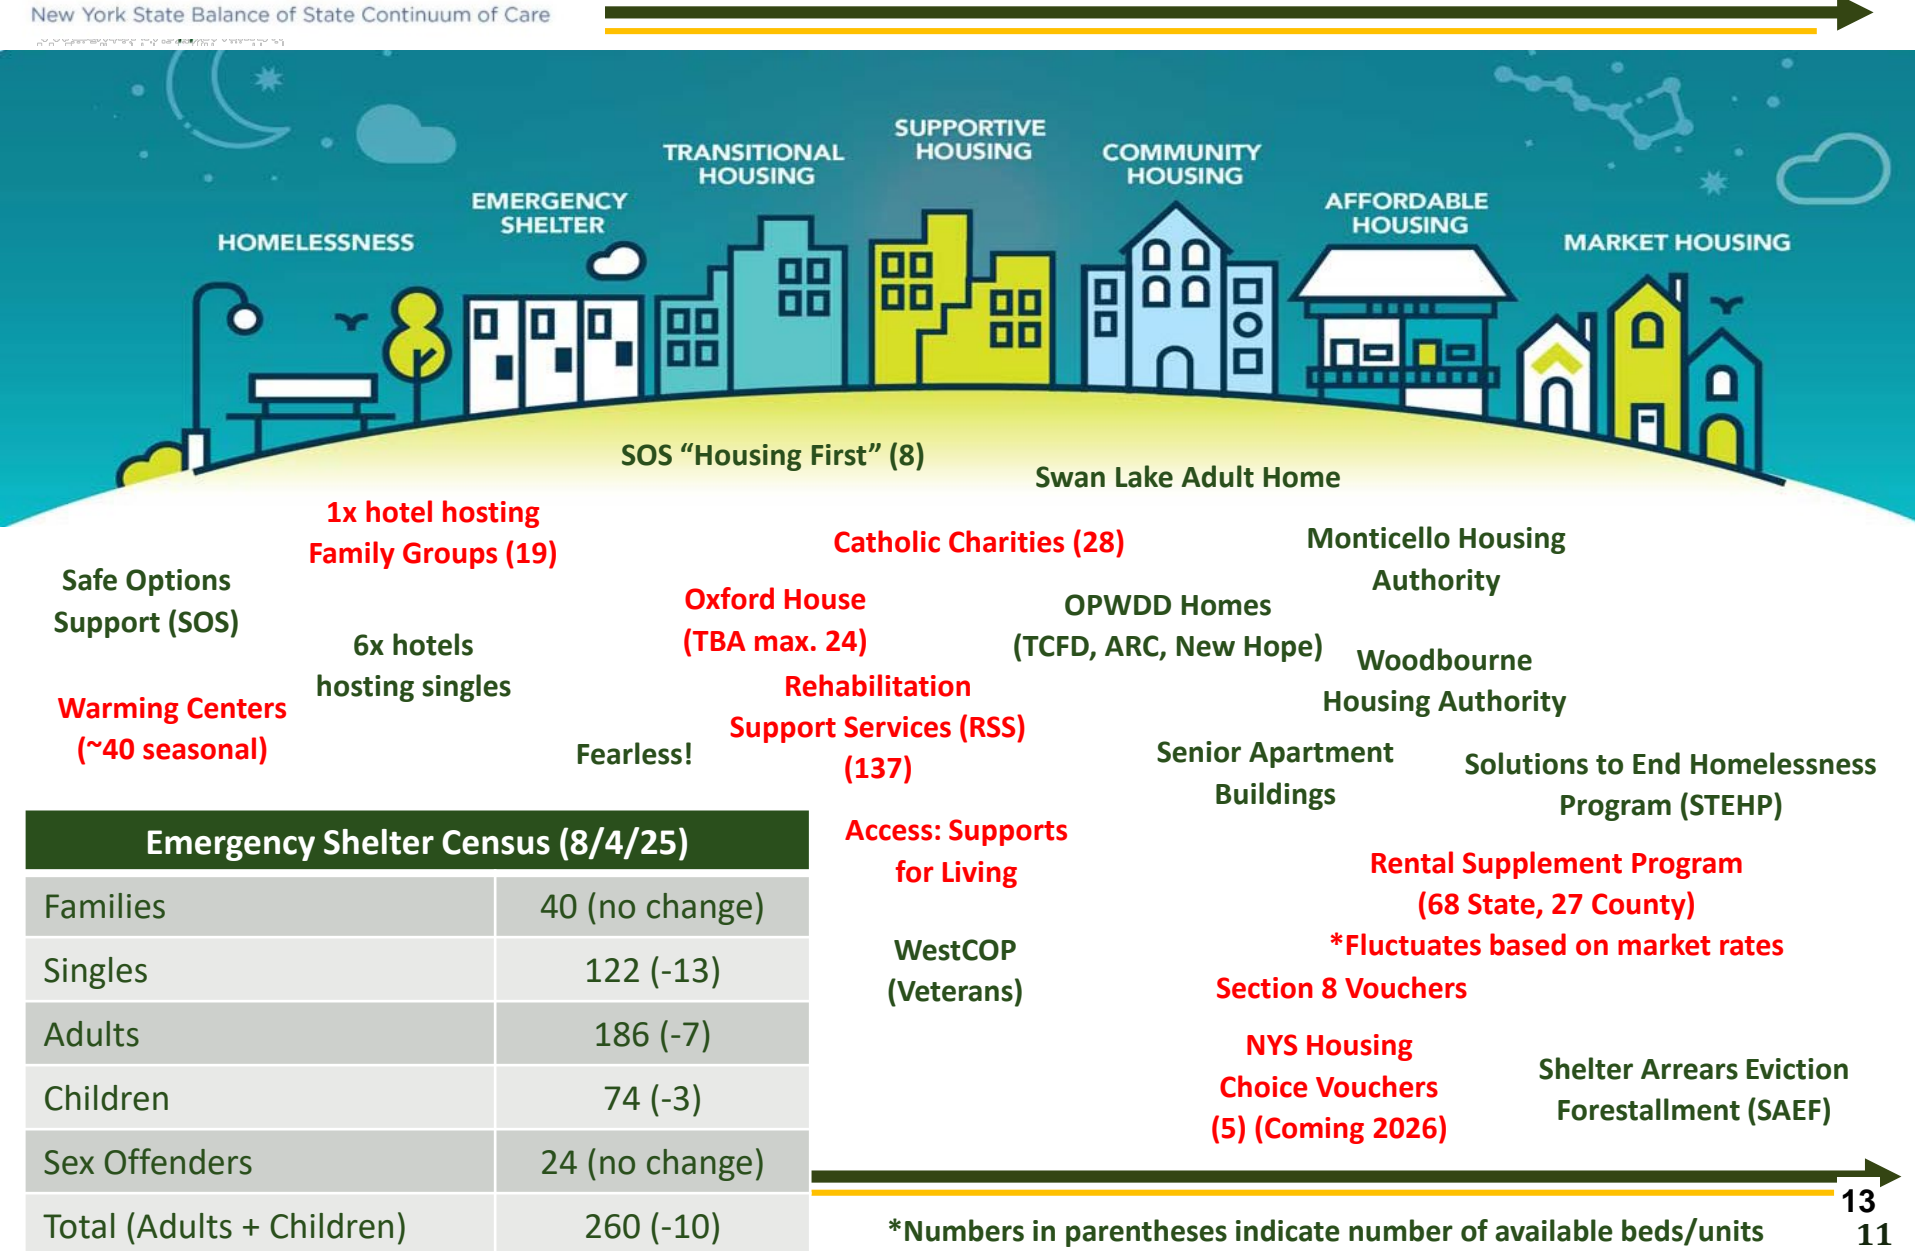 New York State Balance of State Continuum of Care
HOMELESSNESS
EMERGENCY
SHELTER
TRANSITIONAL
HOUSING
SUPPORTIVE
HOUSING
COMMUNITY
HOUSING
AFFORDABLE
HOUSING
MARKET HOUSING
SOS “Housing First” (8)
Swan Lake Adult Home
1x hotel hosting
Family Groups (19)
Catholic Charities (28)
Monticello Housing
Authority
Safe Options
Support (SOS)
Oxford House
(TBA max. 24)
OPWDD Homes
(TCFD, ARC, New Hope)
6x hotels
hosting singles
Woodbourne
Housing Authority
Warming Centers
(~40 seasonal)
Rehabilitation
Support Services (RSS)
(137)
Fearless!
Senior Apartment
Buildings
Solutions to End Homelessness
Program (STEHP)
Access: Supports
for Living
Rental Supplement Program
(68 State, 27 County)
*Fluctuates based on market rates
WestCOP
(Veterans)
Section 8 Vouchers
NYS Housing
Choice Vouchers
(5) (Coming 2026)
Shelter Arrears Eviction
Forestallment (SAEF)
Emergency Shelter Census (8/4/25)
Families 40 (no change)
Singles 122 (-13)
Adults 186 (-7)
Children 74 (-3)
Sex Offenders 24 (no change)
Total (Adults + Children) 260 (-10)
*Numbers in parentheses indicate number of available beds/units
13
11